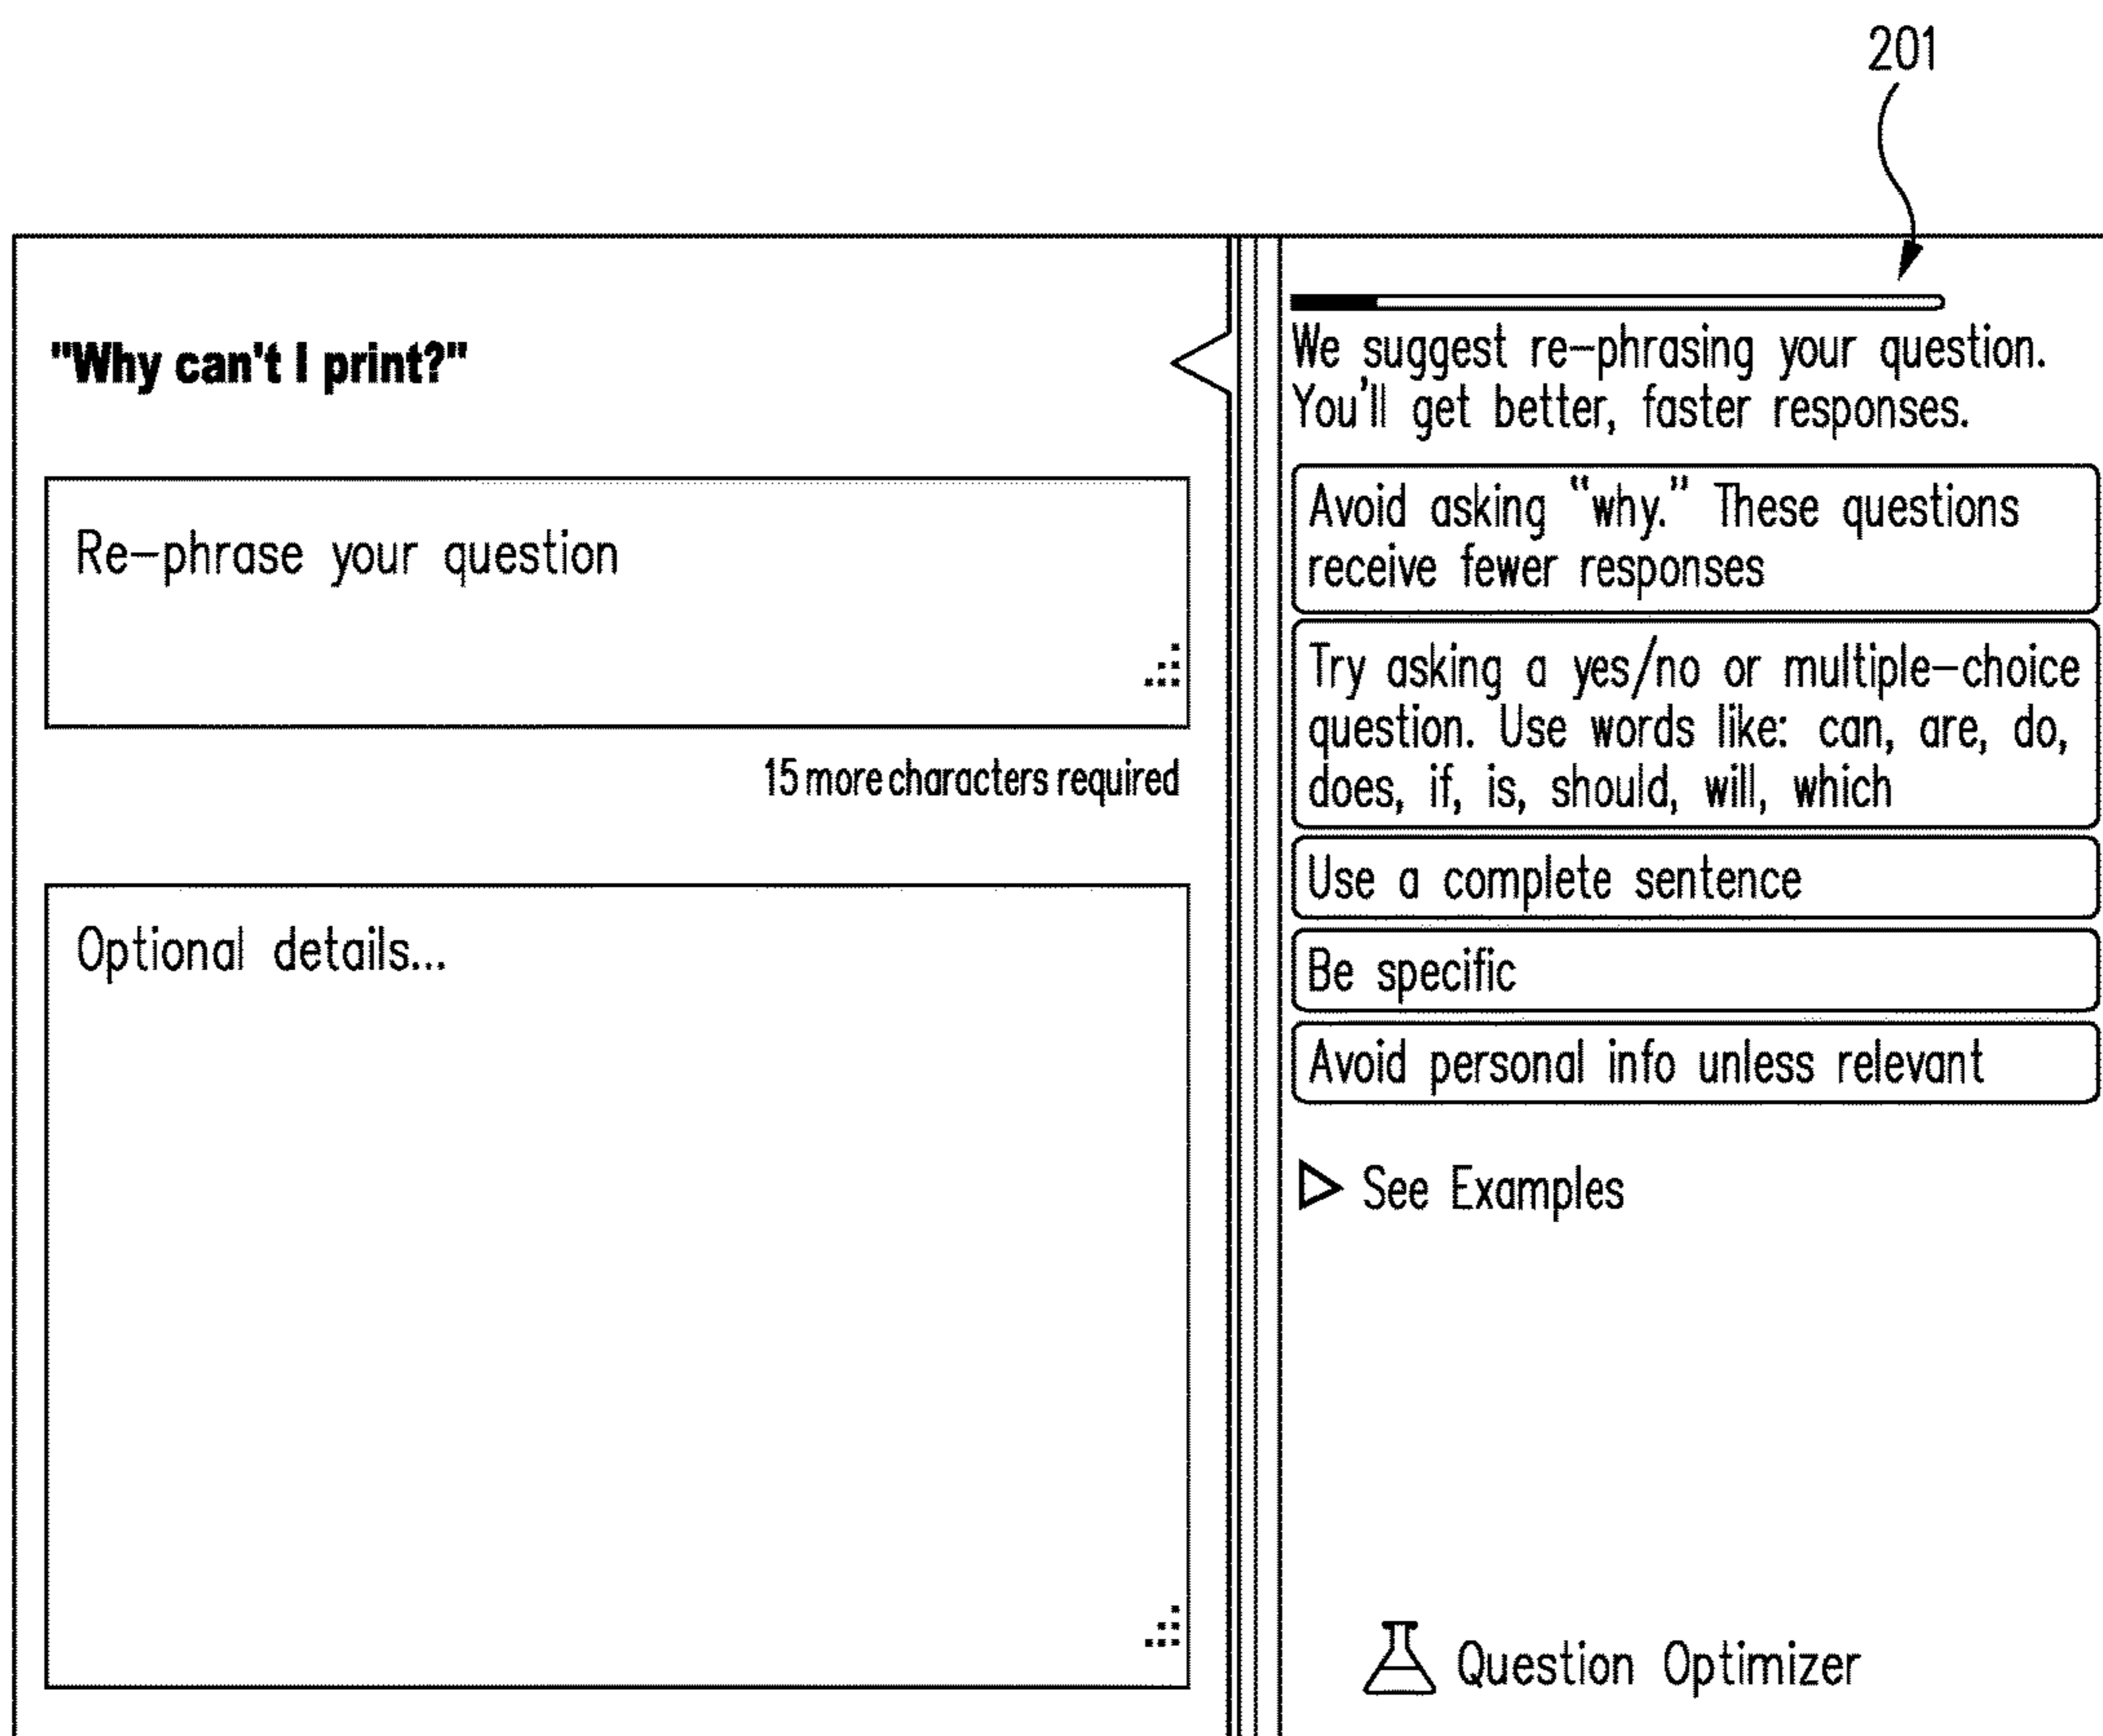 201
"Why can't I print?"
Re-phrase your question
15 more characters required
Optional details...
We suggest re-phrasing your question.
You'll get better, faster responses.
Avoid asking "why." These questions
receive fewer responses
Try asking a yes/no or multiple-choice
question. Use words like: can, are, do,
does, if, is, should, will, which
Use a complete sentence
Be specific
Avoid personal info unless relevant
See Examples
Question Optimizer